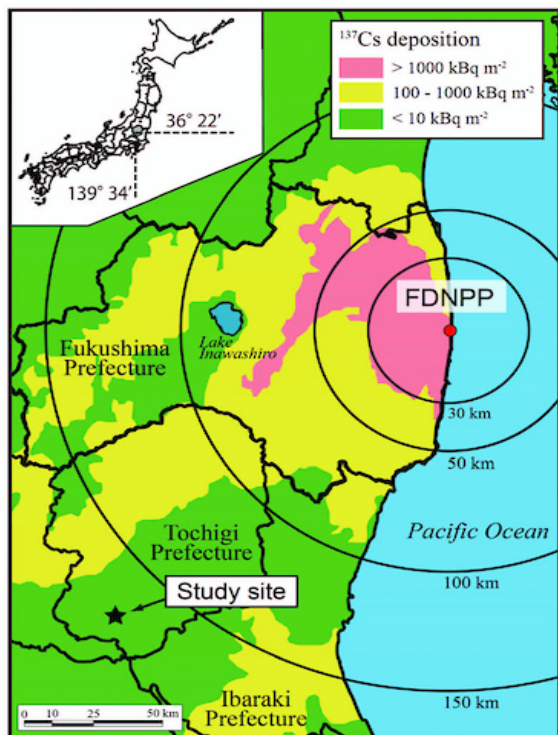 ¹³⁷Cs deposition
> 1000 kBq m⁻²
100 - 1000 kBq m⁻²
< 10 kBq m⁻²
36° 22′
139° 34′
FDNPP
Lake
Inawashiro
Fukushima
Prefecture
30 km
50 km
Pacific Ocean
Tochigi
Prefecture
100 km
Study site
150 km
Ibaraki
Prefecture
0 10 25 50 km